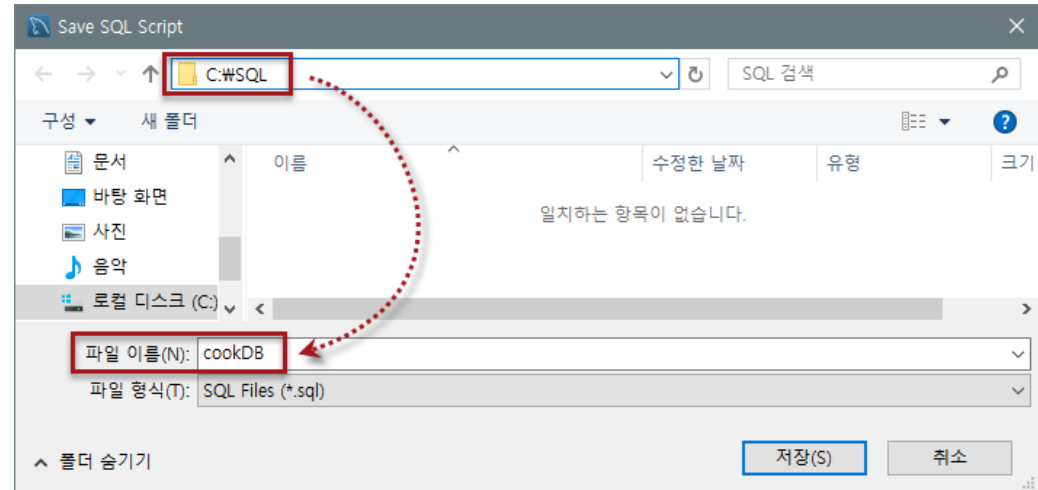 Save SQL Script
C:₩SQL
SQL 검색
구성
새 폴더
문서
바탕 화면
사진
음악
로컬 디스크 (C:)
이름
수정한 날짜
유형
크기
일치하는 항목이 없습니다.
파일 이름(N): cookDB
파일 형식(T): SQL Files (*.sql)
폴더 숨기기
저장(S)
취소